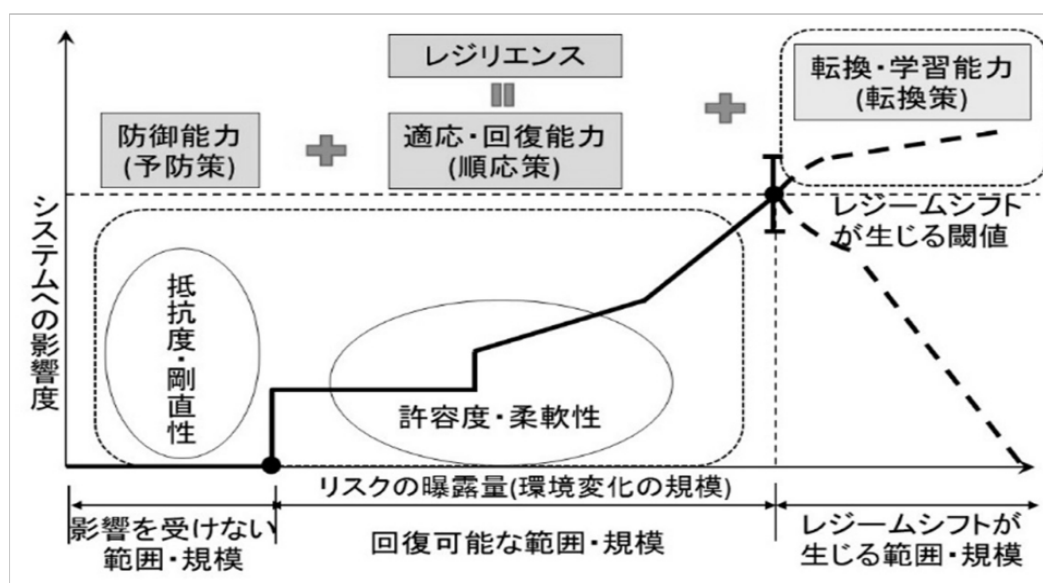 レジリエンス
防御能力
(予防策)
適応・回復能力
(順応策)
転換・学習能力
(転換策)
システムへの影響度
抵抗度・剛直性
許容度・柔軟性
レジームシフト
が生じる閾値
リスクの曝露量(環境変化の規模)
影響を受けない
範囲・規模
回復可能な範囲・規模
レジームシフトが
生じる範囲・規模